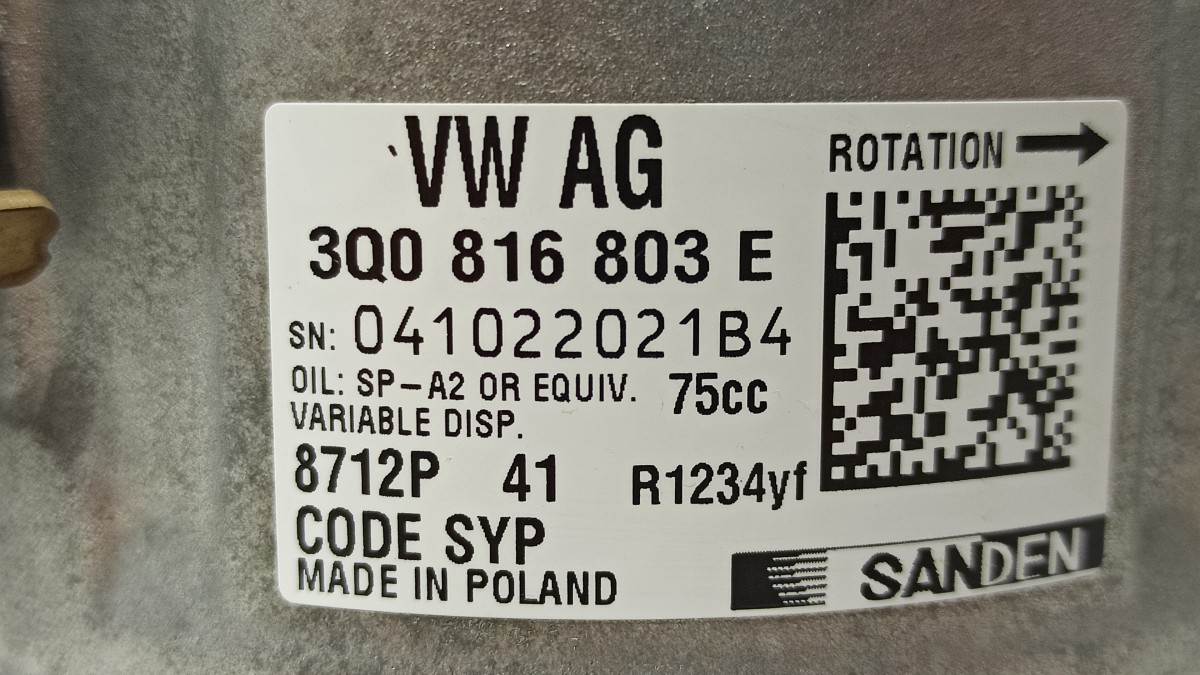 VW AG
ROTATION
3Q0 816 803 E
SN: 041022021B4
OIL: SP-A2 OR EQUIV. 75cc
VARIABLE DISP.
8712P 41 R1234yf
CODE SYP
MADE IN POLAND
SANDEN